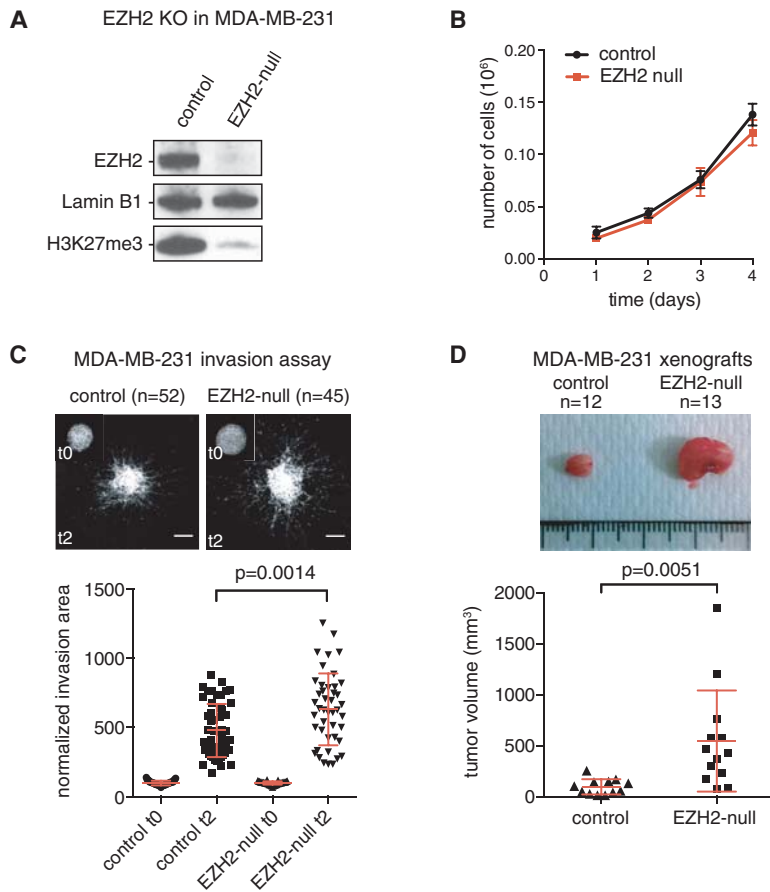 A
EZH2 KO in MDA-MB-231
control
EZH2-null
EZH2
Lamin B1
H3K27me3
B
control
EZH2 null
number of cells (10⁶)
0.20
0.15
0.10
0.05
0.00
0 1 2 3 4
time (days)
C
MDA-MB-231 invasion assay
control (n=52) EZH2-null (n=45)
t0 t0
t2 t2
p=0.0014
normalized invasion area
1500
1000
500
0
control t0
control t2
EZH2-null t0
EZH2-null t2
D
MDA-MB-231 xenografts
control EZH2-null
n=12 n=13
p=0.0051
tumor volume (mm³)
2000
1500
1000
500
0
control EZH2-null